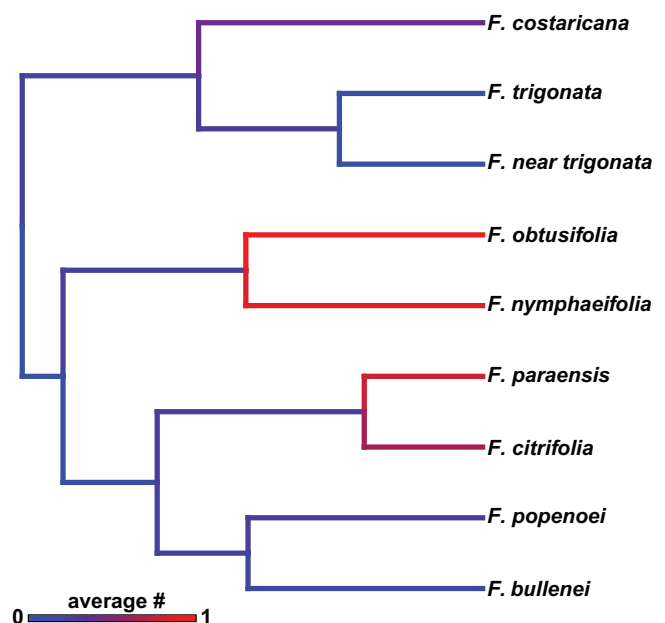 F. costaricana
F. trigonata
F. near trigonata
F. obtusifolia
F. nymphaeifolia
F. paraensis
F. citrifolia
F. popenoei
F. bullenei
average #
0 1